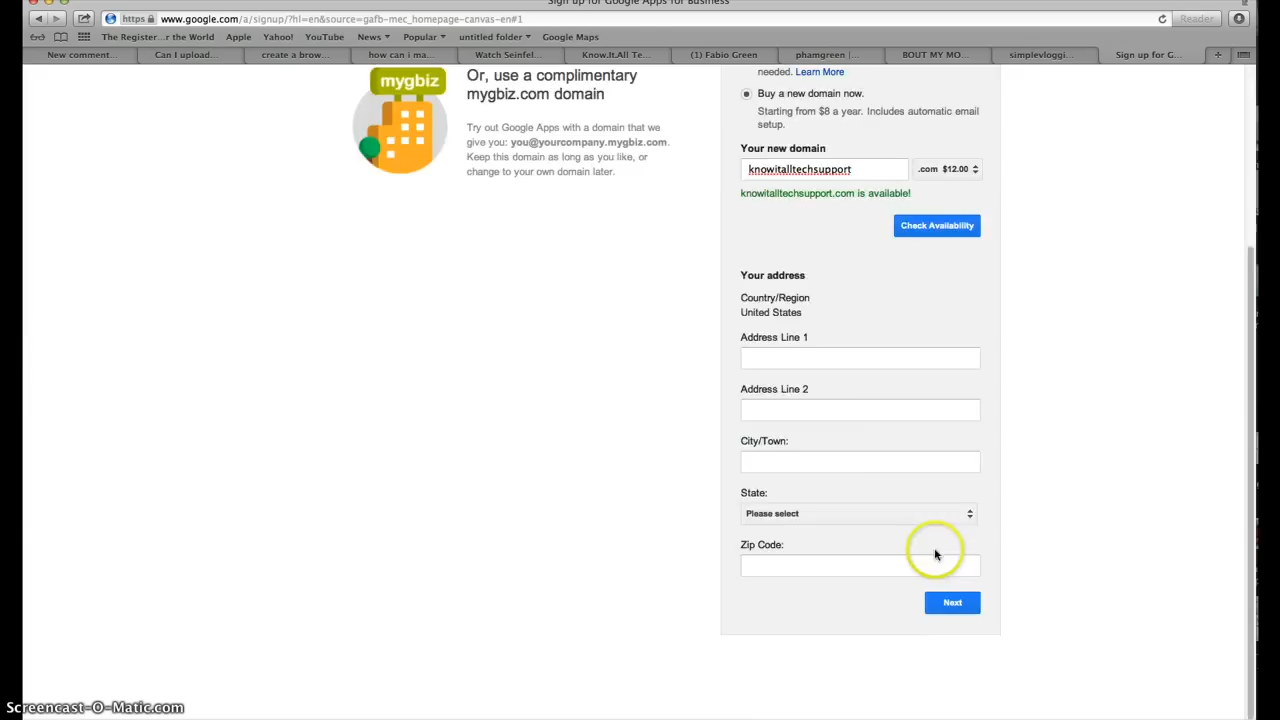 Sign up for Google Apps for Business
https www.google.com/a/signup/?hl=en&source=gafb-mec_homepage-canvas-en#1
Reader
The Register...r the World Apple Yahoo! YouTube News Popular untitled folder Google Maps
New comment... Can I upload... create a brow... how can i ma... Watch Seinfel... Know.It.All Te... (1) Fabio Green phamgreen |... BOUT MY MO... simplevloggi... Sign up for G...
mygbiz
Or, use a complimentary
mygbiz.com domain
Try out Google Apps with a domain that we
give you: you@yourcompany.mygbiz.com.
Keep this domain as long as you like, or
change to your own domain later.
needed. Learn More
Buy a new domain now.
Starting from $8 a year. Includes automatic email
setup.
Your new domain
knowitalltechsupport .com $12.00
knowitalltechsupport.com is available!
Check Availability
Your address
Country/Region
United States
Address Line 1
Address Line 2
City/Town:
State:
Please select
Zip Code:
Next
Screencast-O-Matic.com